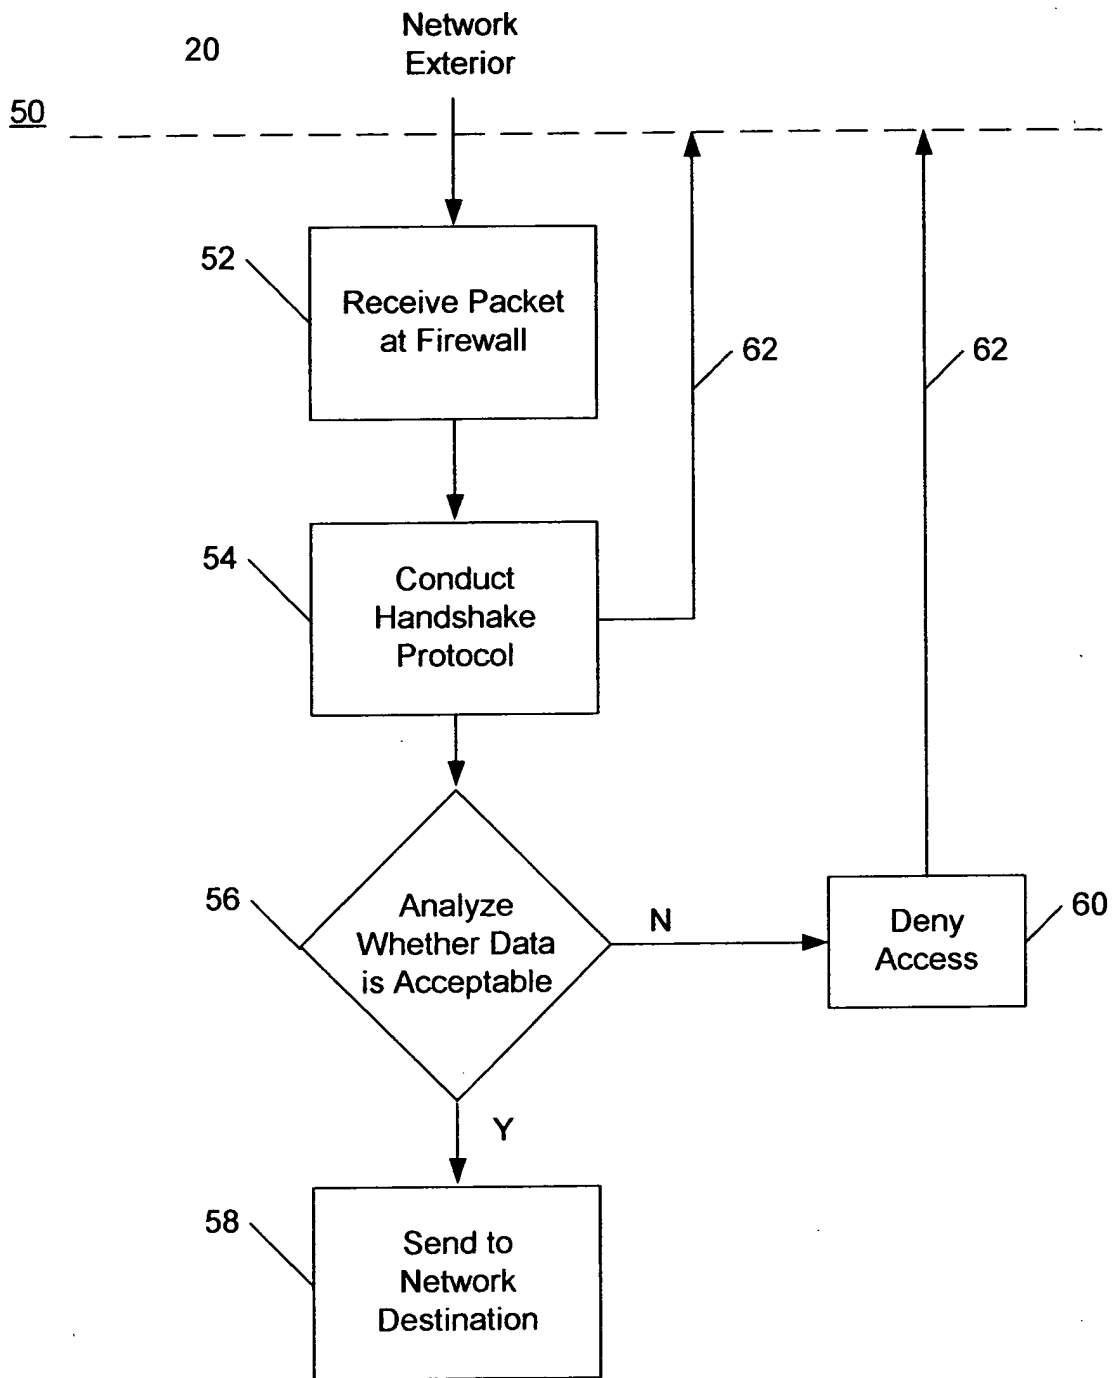 20
Network
Exterior
50
52
Receive Packet
at Firewall
62
62
54
Conduct
Handshake
Protocol
56
Analyze
Whether Data
is Acceptable
N
Deny
Access
60
Y
58
Send to
Network
Destination